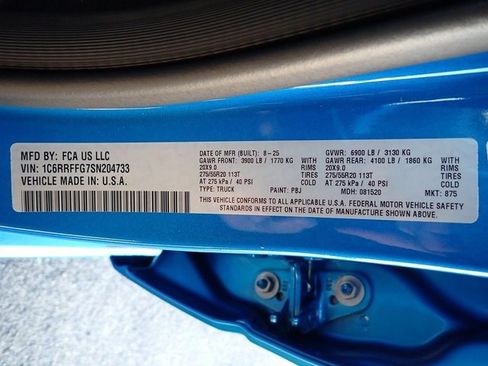 MFD BY: FCA US LLC
VIN: 1C6RRFFG7SN204733
VEHICLE MADE IN: U.S.A.
DATE OF MFR (BUILT): 8-25 GVWR: 6900 LB / 3130 KG
GAWR FRONT: 3900 LB / 1770 KG WITH GAWR REAR: 4100 LB / 1860 KG WITH
20X9.0 RIMS 20X9.0 RIMS
275/55R20 113T TIRES 275/55R20 113T TIRES
AT 275 kPa / 40 PSI AT 275 kPa / 40 PSI
TYPE: TRUCK PAINT: PBJ MDH: 081520 MKT: 875
THIS VEHICLE CONFORMS TO ALL APPLICABLE U.S.A. FEDERAL MOTOR VEHICLE SAFETY
STANDARDS IN EFFECT ON THE DATE OF MANUFACTURE SHOWN ABOVE.